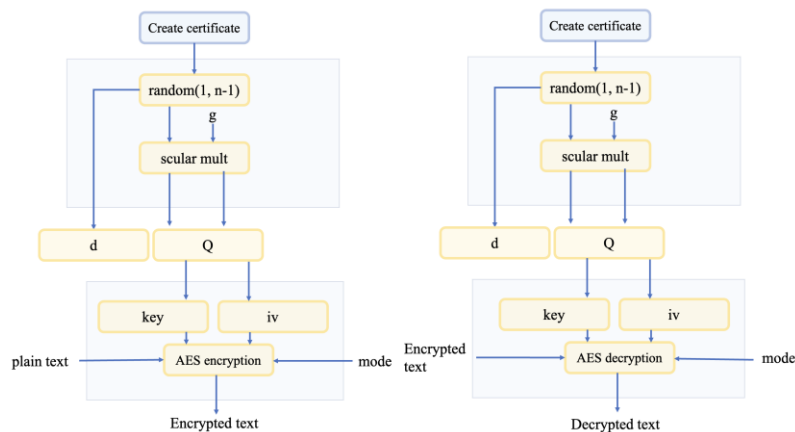 Create certificate
random(1, n-1)
g
scular mult
d
Q
key
iv
plain text
AES encryption
mode
Encrypted text
Create certificate
random(1, n-1)
g
scular mult
d
Q
key
iv
Encrypted
text
AES decryption
mode
Decrypted text